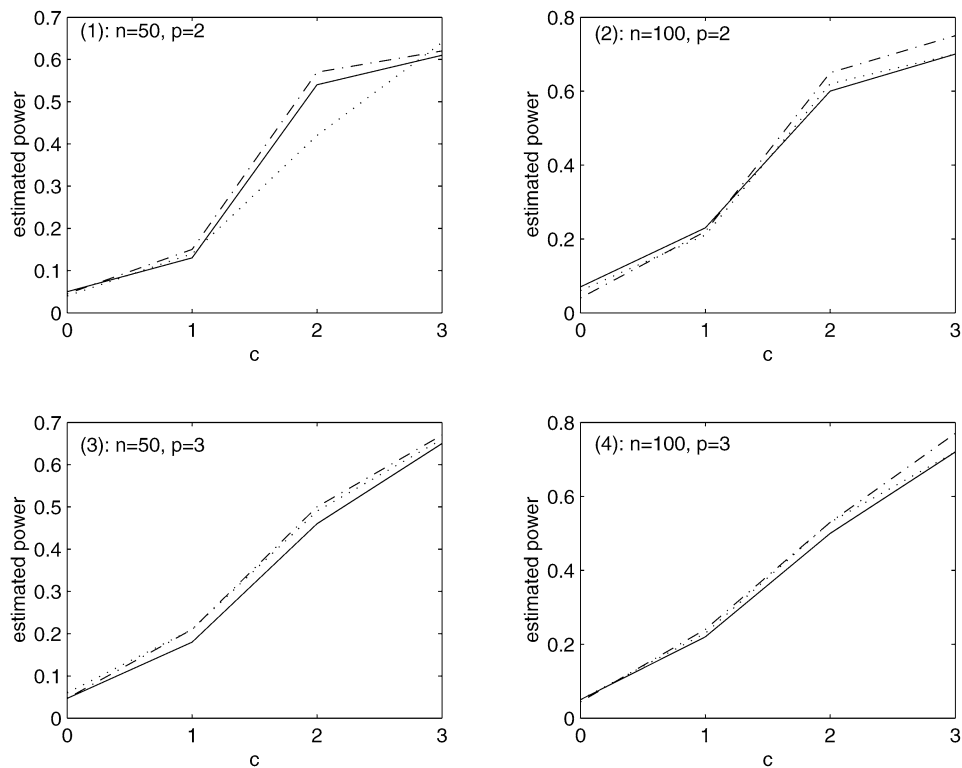 0.7
(1): n=50, p=2
0.6
0.5
0.4
0.3
0.2
0.1
0
estimated power
0 1 2 3
c
0.8
(2): n=100, p=2
0.6
0.4
0.2
0
estimated power
0 1 2 3
c
0.7
(3): n=50, p=3
0.6
0.5
0.4
0.3
0.2
0.1
0
estimated power
0 1 2 3
c
0.8
(4): n=100, p=3
0.6
0.4
0.2
0
estimated power
0 1 2 3
c